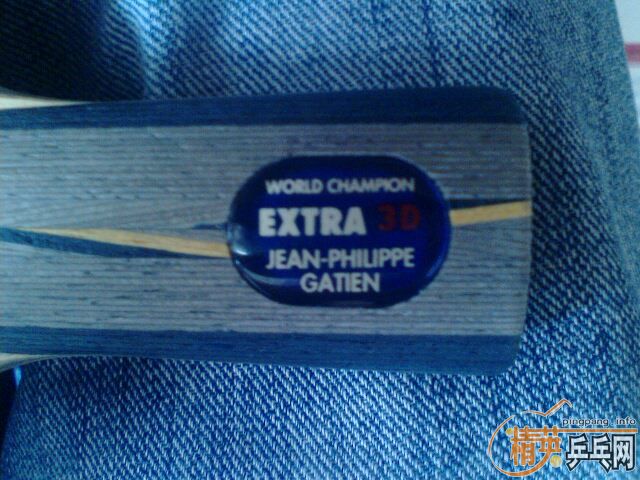 WORLD CHAMPION
EXTRA 3D
JEAN-PHILIPPE
GATIEN
pingpang.info
精英乒乓网